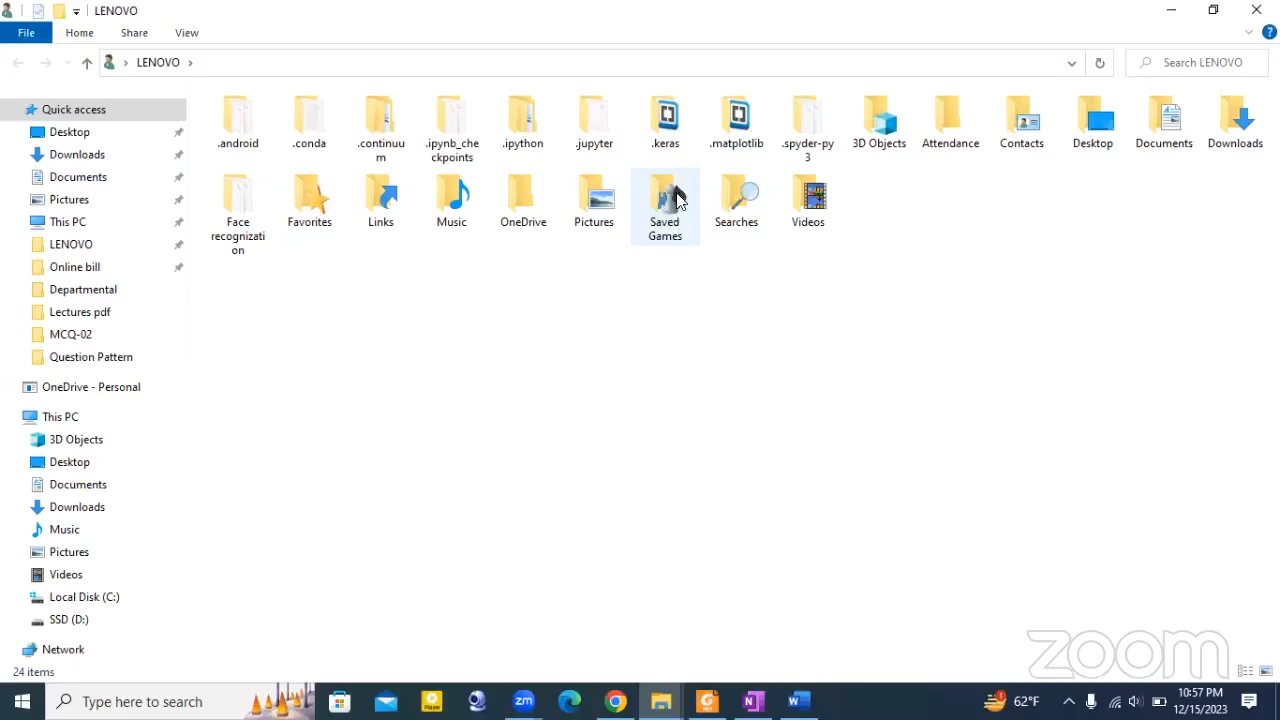 LENOVO
File Home Share View
LENOVO
Search LENOVO
Quick access
Desktop
Downloads
Documents
Pictures
This PC
LENOVO
Online bill
Departmental
Lectures pdf
MCQ-02
Question Pattern
OneDrive - Personal
This PC
3D Objects
Desktop
Documents
Downloads
Music
Pictures
Videos
Local Disk (C:)
SSD (D:)
Network
.android
.conda
.continuu
m
.ipynb_che
ckpoints
.ipython
.jupyter
.keras
.matplotlib
.spyder-py
3
3D Objects
Attendance
Contacts
Desktop
Documents
Downloads
Face
recognizati
on
Favorites
Links
Music
OneDrive
Pictures
Saved
Games
Searches
Videos
24 items
zoom
Type here to search
zm
62°F
10:57 PM
12/15/2023